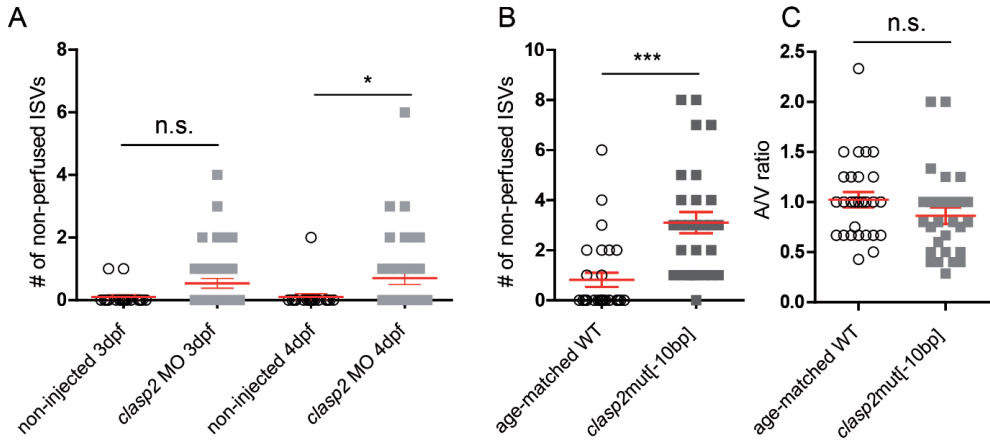 A
# of non-perfused ISVs
8
6
4
2
0
n.s.
*
non-injected 3dpf
clasp2 MO 3dpf
non-injected 4dpf
clasp2 MO 4dpf
B
# of non-perfused ISVs
10
8
6
4
2
0
***
age-matched WT
clasp2mut[-10bp]
C
A/V ratio
2.5
2.0
1.5
1.0
0.5
0.0
n.s.
age-matched WT
clasp2mut[-10bp]